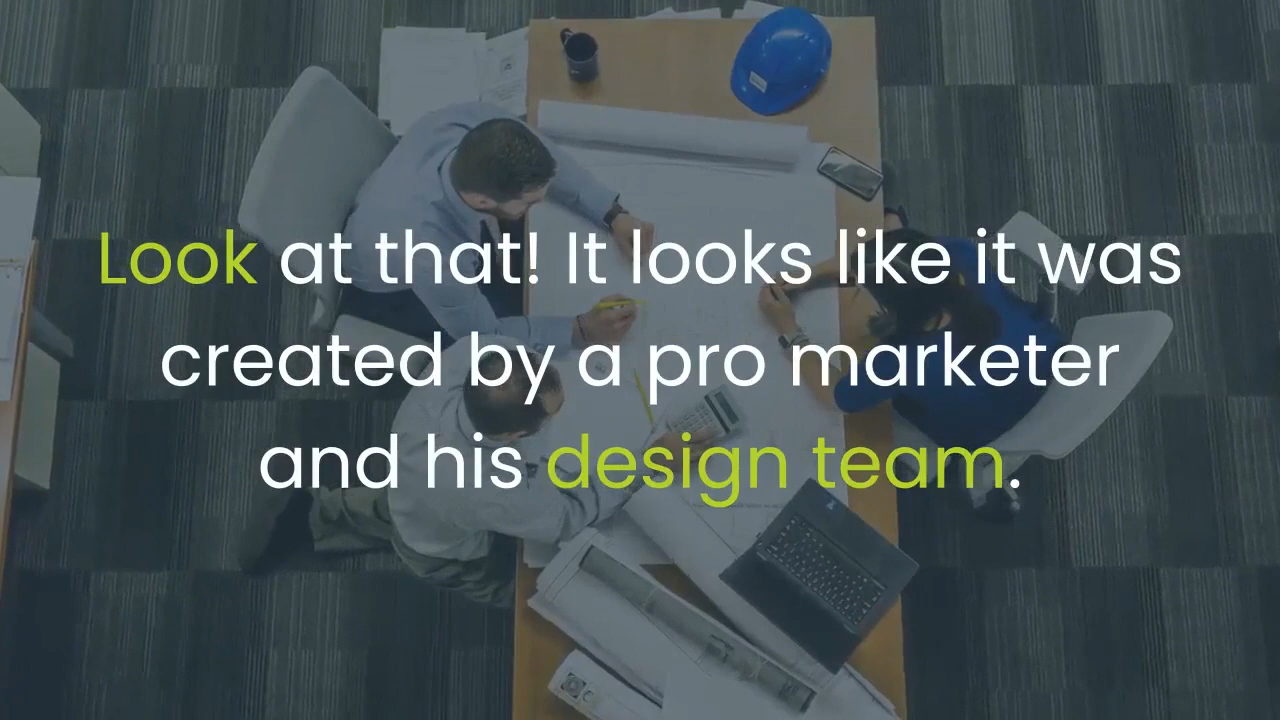 Look at that! It looks like it was
created by a pro marketer
and his design team.